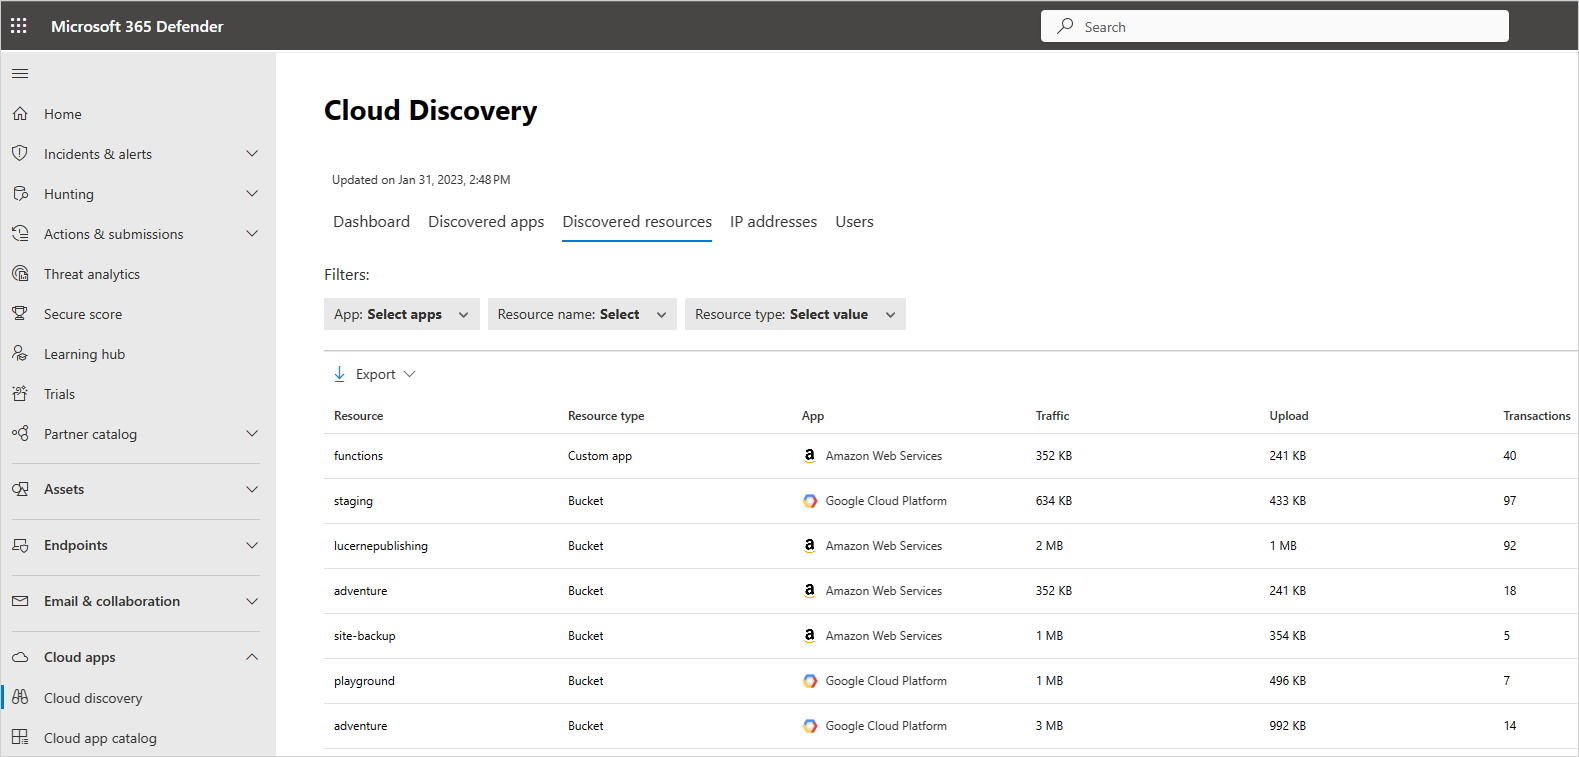 Microsoft 365 Defender
Search
Home
Incidents & alerts
Hunting
Actions & submissions
Threat analytics
Secure score
Learning hub
Trials
Partner catalog
Assets
Endpoints
Email & collaboration
Cloud apps
Cloud discovery
Cloud app catalog
Cloud Discovery
Updated on Jan 31, 2023, 2:48 PM
Dashboard Discovered apps Discovered resources IP addresses Users
Filters:
App: Select apps Resource name: Select Resource type: Select value
Export
Resource Resource type App Traffic Upload Transactions
functions Custom app Amazon Web Services 352 KB 241 KB 40
staging Bucket Google Cloud Platform 634 KB 433 KB 97
lucernepublishing Bucket Amazon Web Services 2 MB 1 MB 92
adventure Bucket Amazon Web Services 352 KB 241 KB 18
site-backup Bucket Amazon Web Services 1 MB 354 KB 5
playground Bucket Google Cloud Platform 1 MB 496 KB 7
adventure Bucket Google Cloud Platform 3 MB 992 KB 14